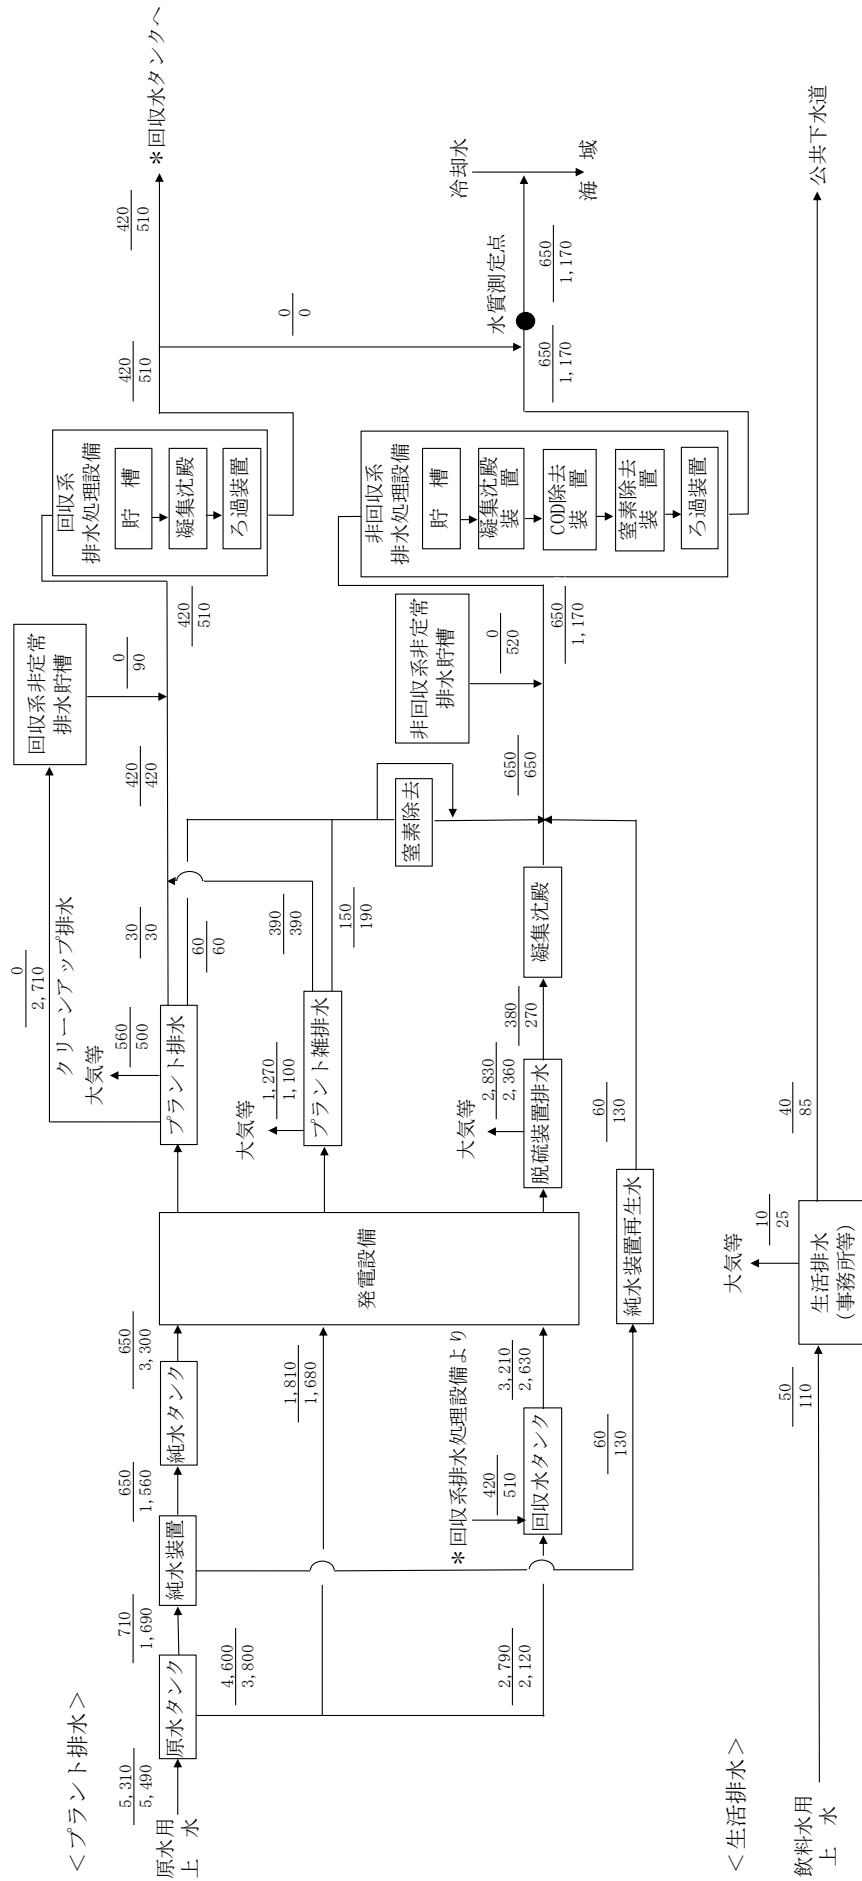 ＜プラント排水＞
原水用
上　水
5,310
5,490
原水タンク
710
1,690
純水装置
650
1,560
純水タンク
650
3,300
4,600
3,800
1,810
1,680
2,790
2,120
＊回収系排水処理設備より
420
510
回収水タンク
3,210
2,630
60
130
発電設備
純水装置再生水
60
130
プラント排水
大気等
560
500
クリーンアップ排水
0
2,710
30
30
60
60
プラント雑排水
大気等
1,270
1,100
390
390
150
190
脱硫装置排水
大気等
2,830
2,360
380
270
凝集沈殿
窒素除去
回収系非定常
排水貯槽
0
90
420
420
420
510
非回収系非定常
排水貯槽
0
520
650
650
650
1,170
回収系
排水処理設備
貯　槽
凝集沈殿
ろ過装置
非回収系
排水処理設備
貯　槽
凝集沈殿
装　置
COD除去
装　置
窒素除去
装　置
ろ過装置
420
510
420
510
＊回収水タンクへ
0
0
水質測定点
650
1,170
650
1,170
冷却水
海　域
＜生活排水＞
飲料水用
上　水
50
110
生活排水
(事務所等)
大気等
10
25
40
85
公共下水道